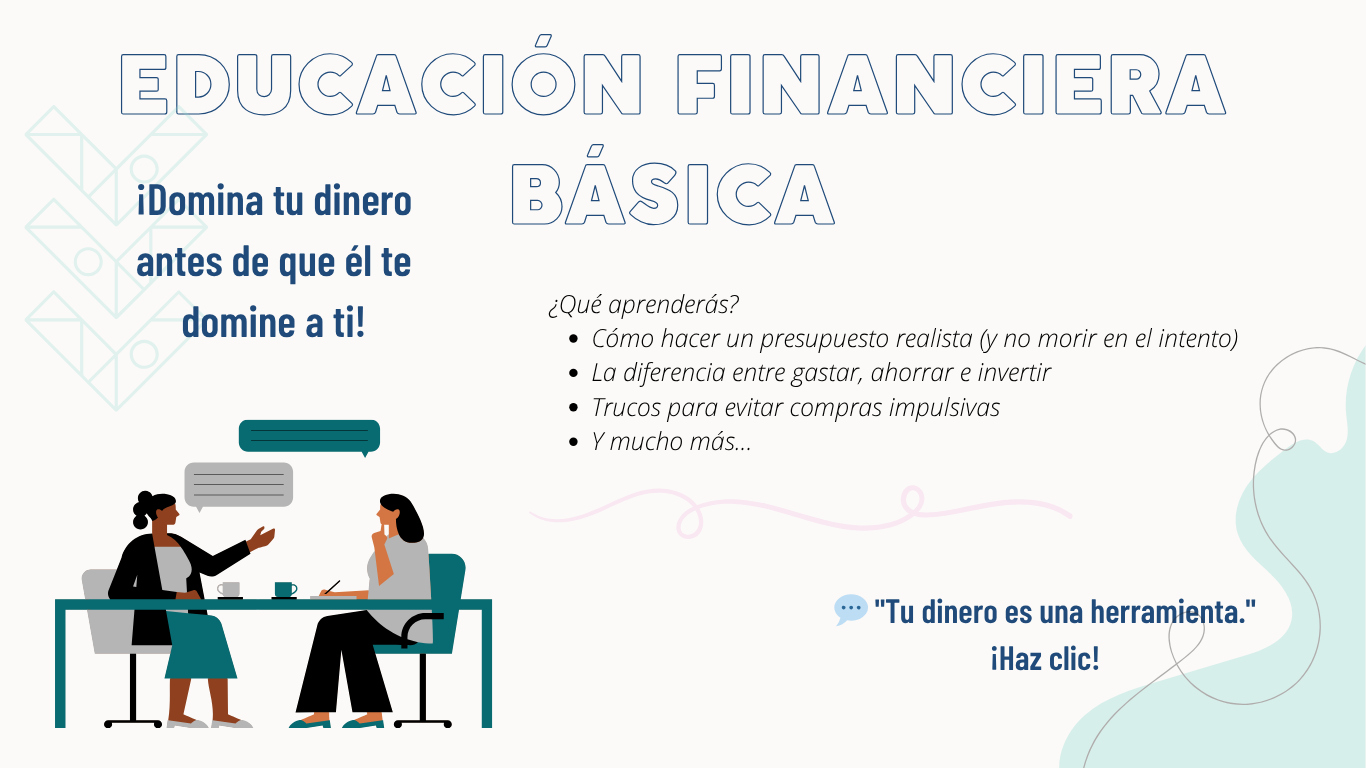 EDUCACIÓN FINANCIERA
BÁSICA
¡Domina tu dinero
antes de que él te
domine a ti!
¿Qué aprenderás?
• Cómo hacer un presupuesto realista (y no morir en el intento)
• La diferencia entre gastar, ahorrar e invertir
• Trucos para evitar compras impulsivas
• Y mucho más...
"Tu dinero es una herramienta."
¡Haz clic!